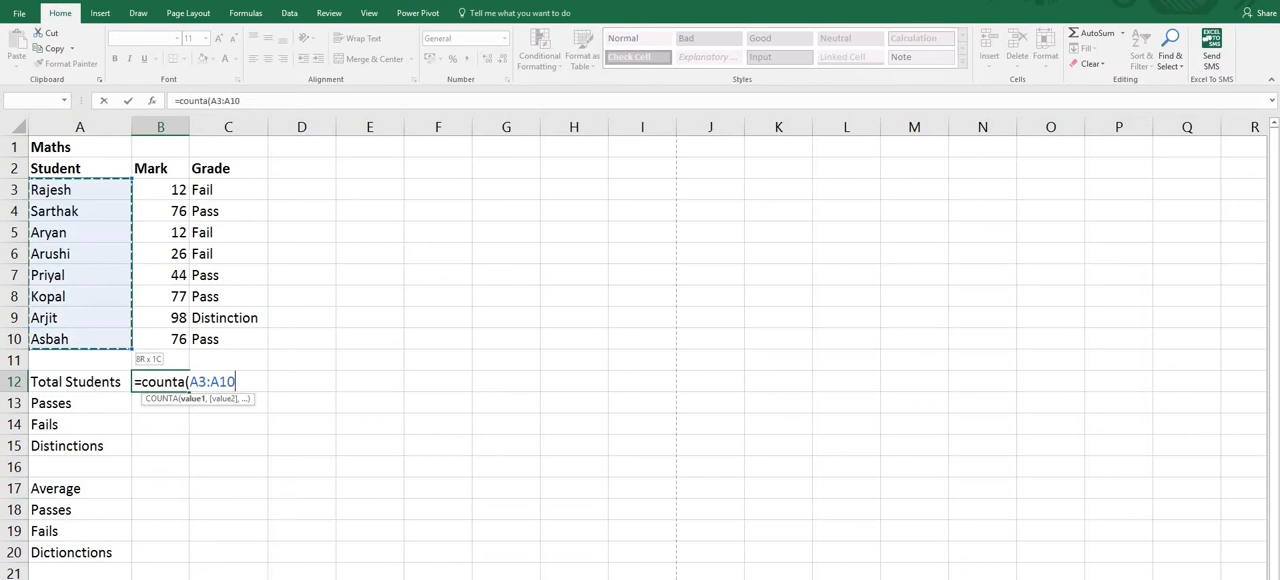 File Home Insert Draw Page Layout Formulas Data Review View Power Pivot Tell me what you want to do Share
Cut
Copy
Format Painter
Paste
Clipboard
11 A A
B I U A
Font
Wrap Text
Merge & Center
Alignment
General
%
Number
Conditional Formatting
Format as Table
Normal Bad Good Neutral Calculation
Check Cell Explanatory ... Input Linked Cell Note
Styles
Insert Delete Format
Cells
AutoSum
Fill
Clear
Sort & Filter
Find & Select
Editing
EXCEL TO SMS
Send SMS
Excel To SMS
fx =counta(A3:A10
A B C D E F G H I J K L M N O P Q R
1 Maths
2 Student Mark Grade
3 Rajesh 12 Fail
4 Sarthak 76 Pass
5 Aryan 12 Fail
6 Arushi 26 Fail
7 Priyal 44 Pass
8 Kopal 77 Pass
9 Arjit 98 Distinction
10 Asbah 76 Pass
11 8R x 1C
12 Total Students =counta(A3:A10
COUNTA(value1, [value2], ...)
13 Passes
14 Fails
15 Distinctions
16
17 Average
18 Passes
19 Fails
20 Dictionctions
21